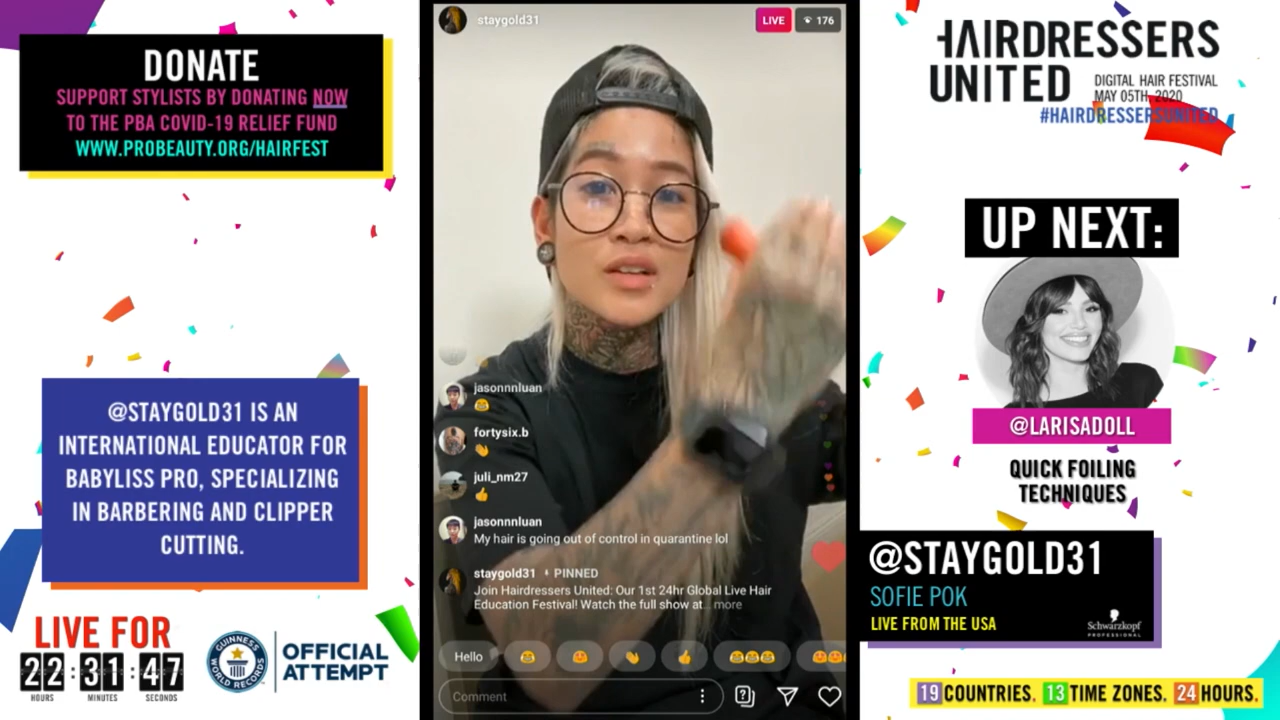 DONATE
SUPPORT STYLISTS BY DONATING NOW
TO THE PBA COVID-19 RELIEF FUND
WWW.PROBEAUTY.ORG/HAIRFEST
@STAYGOLD31 IS AN
INTERNATIONAL EDUCATOR FOR
BABYLISS PRO, SPECIALIZING
IN BARBERING AND CLIPPER
CUTTING.
LIVE FOR
22:31:47
HOURS MINUTES SECONDS
GUINNESS WORLD RECORDS
OFFICIAL
ATTEMPT
staygold31
LIVE 176
jasonnnluan
fortysix.b
juli_nm27
jasonnnluan
My hair is going out of control in quarantine lol
staygold31 PINNED
Join Hairdressers United: Our 1st 24hr Global Live Hair
Education Festival! Watch the full show at... more
Hello
Comment
HAIRDRESSERS
UNITED
DIGITAL HAIR FESTIVAL
MAY 05TH, 2020
#HAIRDRESSERSUNITED
UP NEXT:
@LARISADOLL
QUICK FOILING
TECHNIQUES
@STAYGOLD31
SOFIE POK
LIVE FROM THE USA
Schwarzkopf
PROFESSIONAL
19 COUNTRIES. 13 TIME ZONES. 24 HOURS.